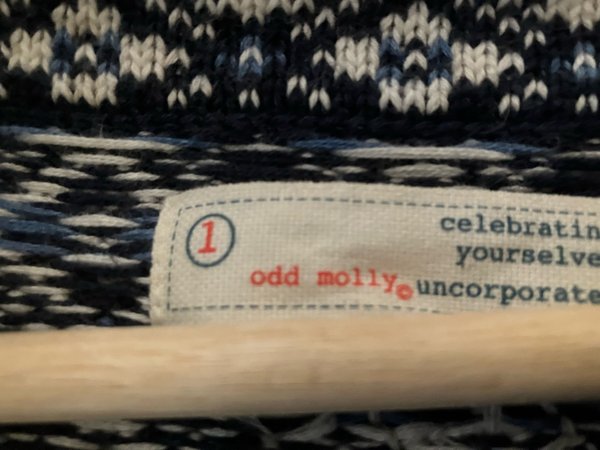 1
odd molly©
celebratin
yourselve
uncorporate